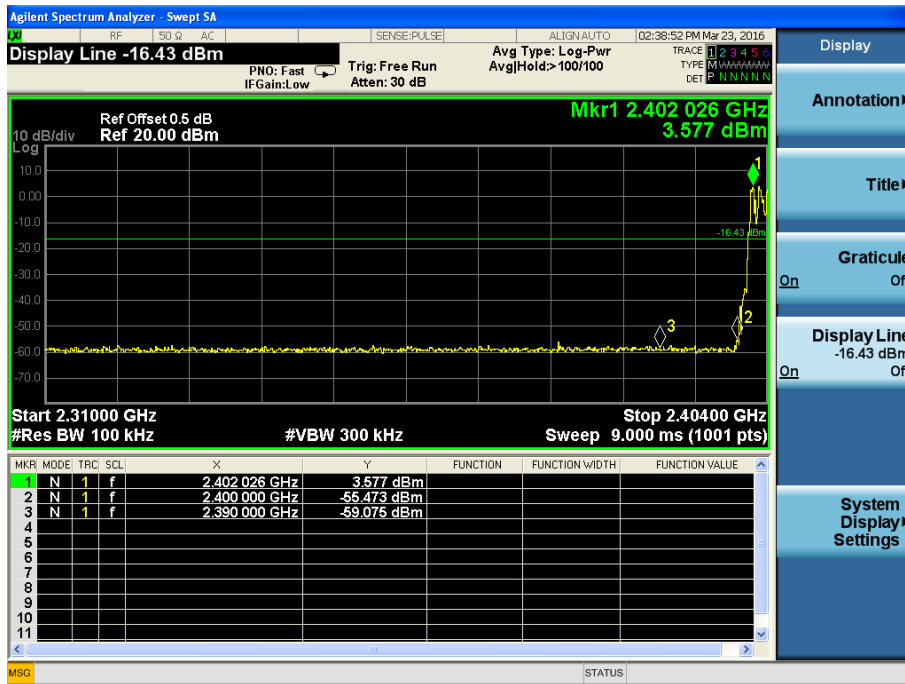 Agilent Spectrum Analyzer - Swept SA
LXI RF 50 Ω AC SENSE:PULSE ALIGN AUTO 02:38:52 PM Mar 23, 2016
Display Line -16.43 dBm
PNO: Fast
IFGain:Low
Trig: Free Run
Atten: 30 dB
Avg Type: Log-Pwr
Avg|Hold:>100/100
TRACE 1 2 3 4 5 6
TYPE M W W W W W
DET P N N N N N
Mkr1 2.402 026 GHz
3.577 dBm
Ref Offset 0.5 dB
10 dB/div Ref 20.00 dBm
Log
10.0
0.00
-10.0
-20.0
-30.0
-40.0
-50.0
-60.0
-70.0
1
-16.43 dBm
2
3
Start 2.31000 GHz Stop 2.40400 GHz
#Res BW 100 kHz #VBW 300 kHz Sweep 9.000 ms (1001 pts)
MKR MODE TRC SCL X Y FUNCTION FUNCTION WIDTH FUNCTION VALUE
1 N 1 f 2.402 026 GHz 3.577 dBm
2 N 1 f 2.400 000 GHz -55.473 dBm
3 N 1 f 2.390 000 GHz -59.075 dBm
4
5
6
7
8
9
10
11
MSG STATUS
Display
Annotation
Title
Graticule
On Of
Display Line
-16.43 dBm
On Of
System
Display
Settings